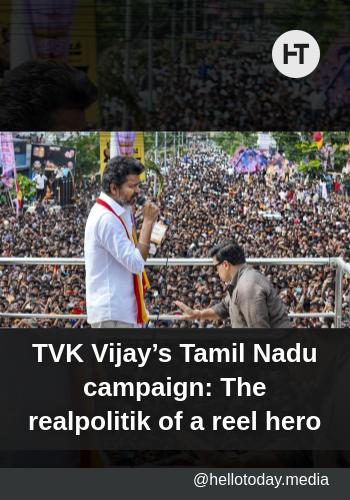 HT
TVK Vijay’s Tamil Nadu
campaign: The
realpolitik of a reel hero
@hellotoday.media